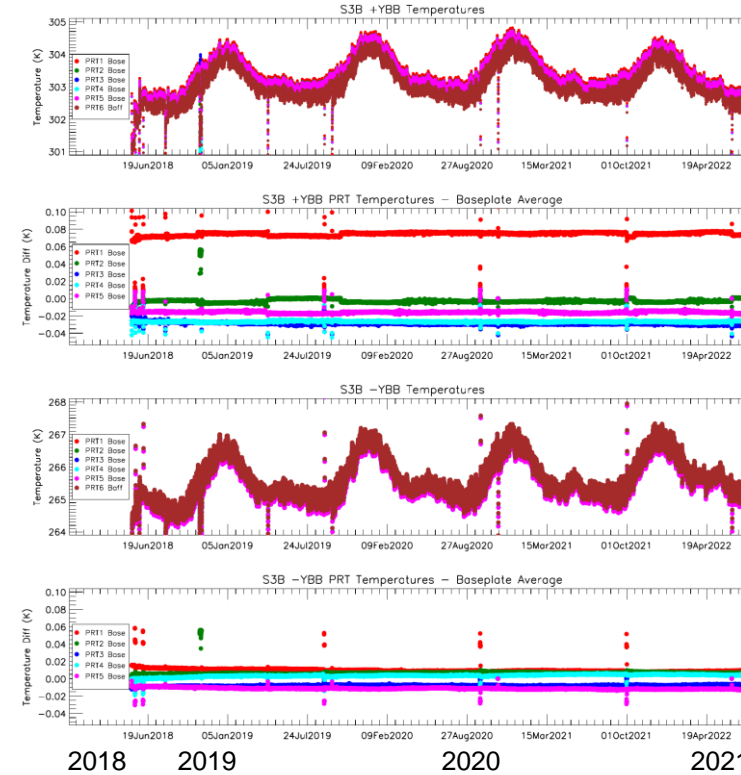 S3B +YBB Temperatures
Temperature (K)
305
304
303
302
301
PRT1 Base
PRT2 Base
PRT3 Base
PRT4 Base
PRT5 Base
PRT6 Baff
19Jun2018 05Jan2019 24Jul2019 09Feb2020 27Aug2020 15Mar2021 01Oct2021 19Apr2022
S3B +YBB PRT Temperatures – Baseplate Average
Temperature Diff (K)
0.10
0.08
0.06
0.04
0.02
0.00
−0.02
−0.04
PRT1 Base
PRT2 Base
PRT3 Base
PRT4 Base
PRT5 Base
19Jun2018 05Jan2019 24Jul2019 09Feb2020 27Aug2020 15Mar2021 01Oct2021 19Apr2022
S3B −YBB Temperatures
Temperature (K)
268
267
266
265
264
PRT1 Base
PRT2 Base
PRT3 Base
PRT4 Base
PRT5 Base
PRT6 Baff
19Jun2018 05Jan2019 24Jul2019 09Feb2020 27Aug2020 15Mar2021 01Oct2021 19Apr2022
S3B −YBB PRT Temperatures – Baseplate Average
Temperature Diff (K)
0.10
0.08
0.06
0.04
0.02
0.00
−0.02
−0.04
PRT1 Base
PRT2 Base
PRT3 Base
PRT4 Base
PRT5 Base
19Jun2018 05Jan2019 24Jul2019 09Feb2020 27Aug2020 15Mar2021 01Oct2021 19Apr2022
2018 2019 2020 2021